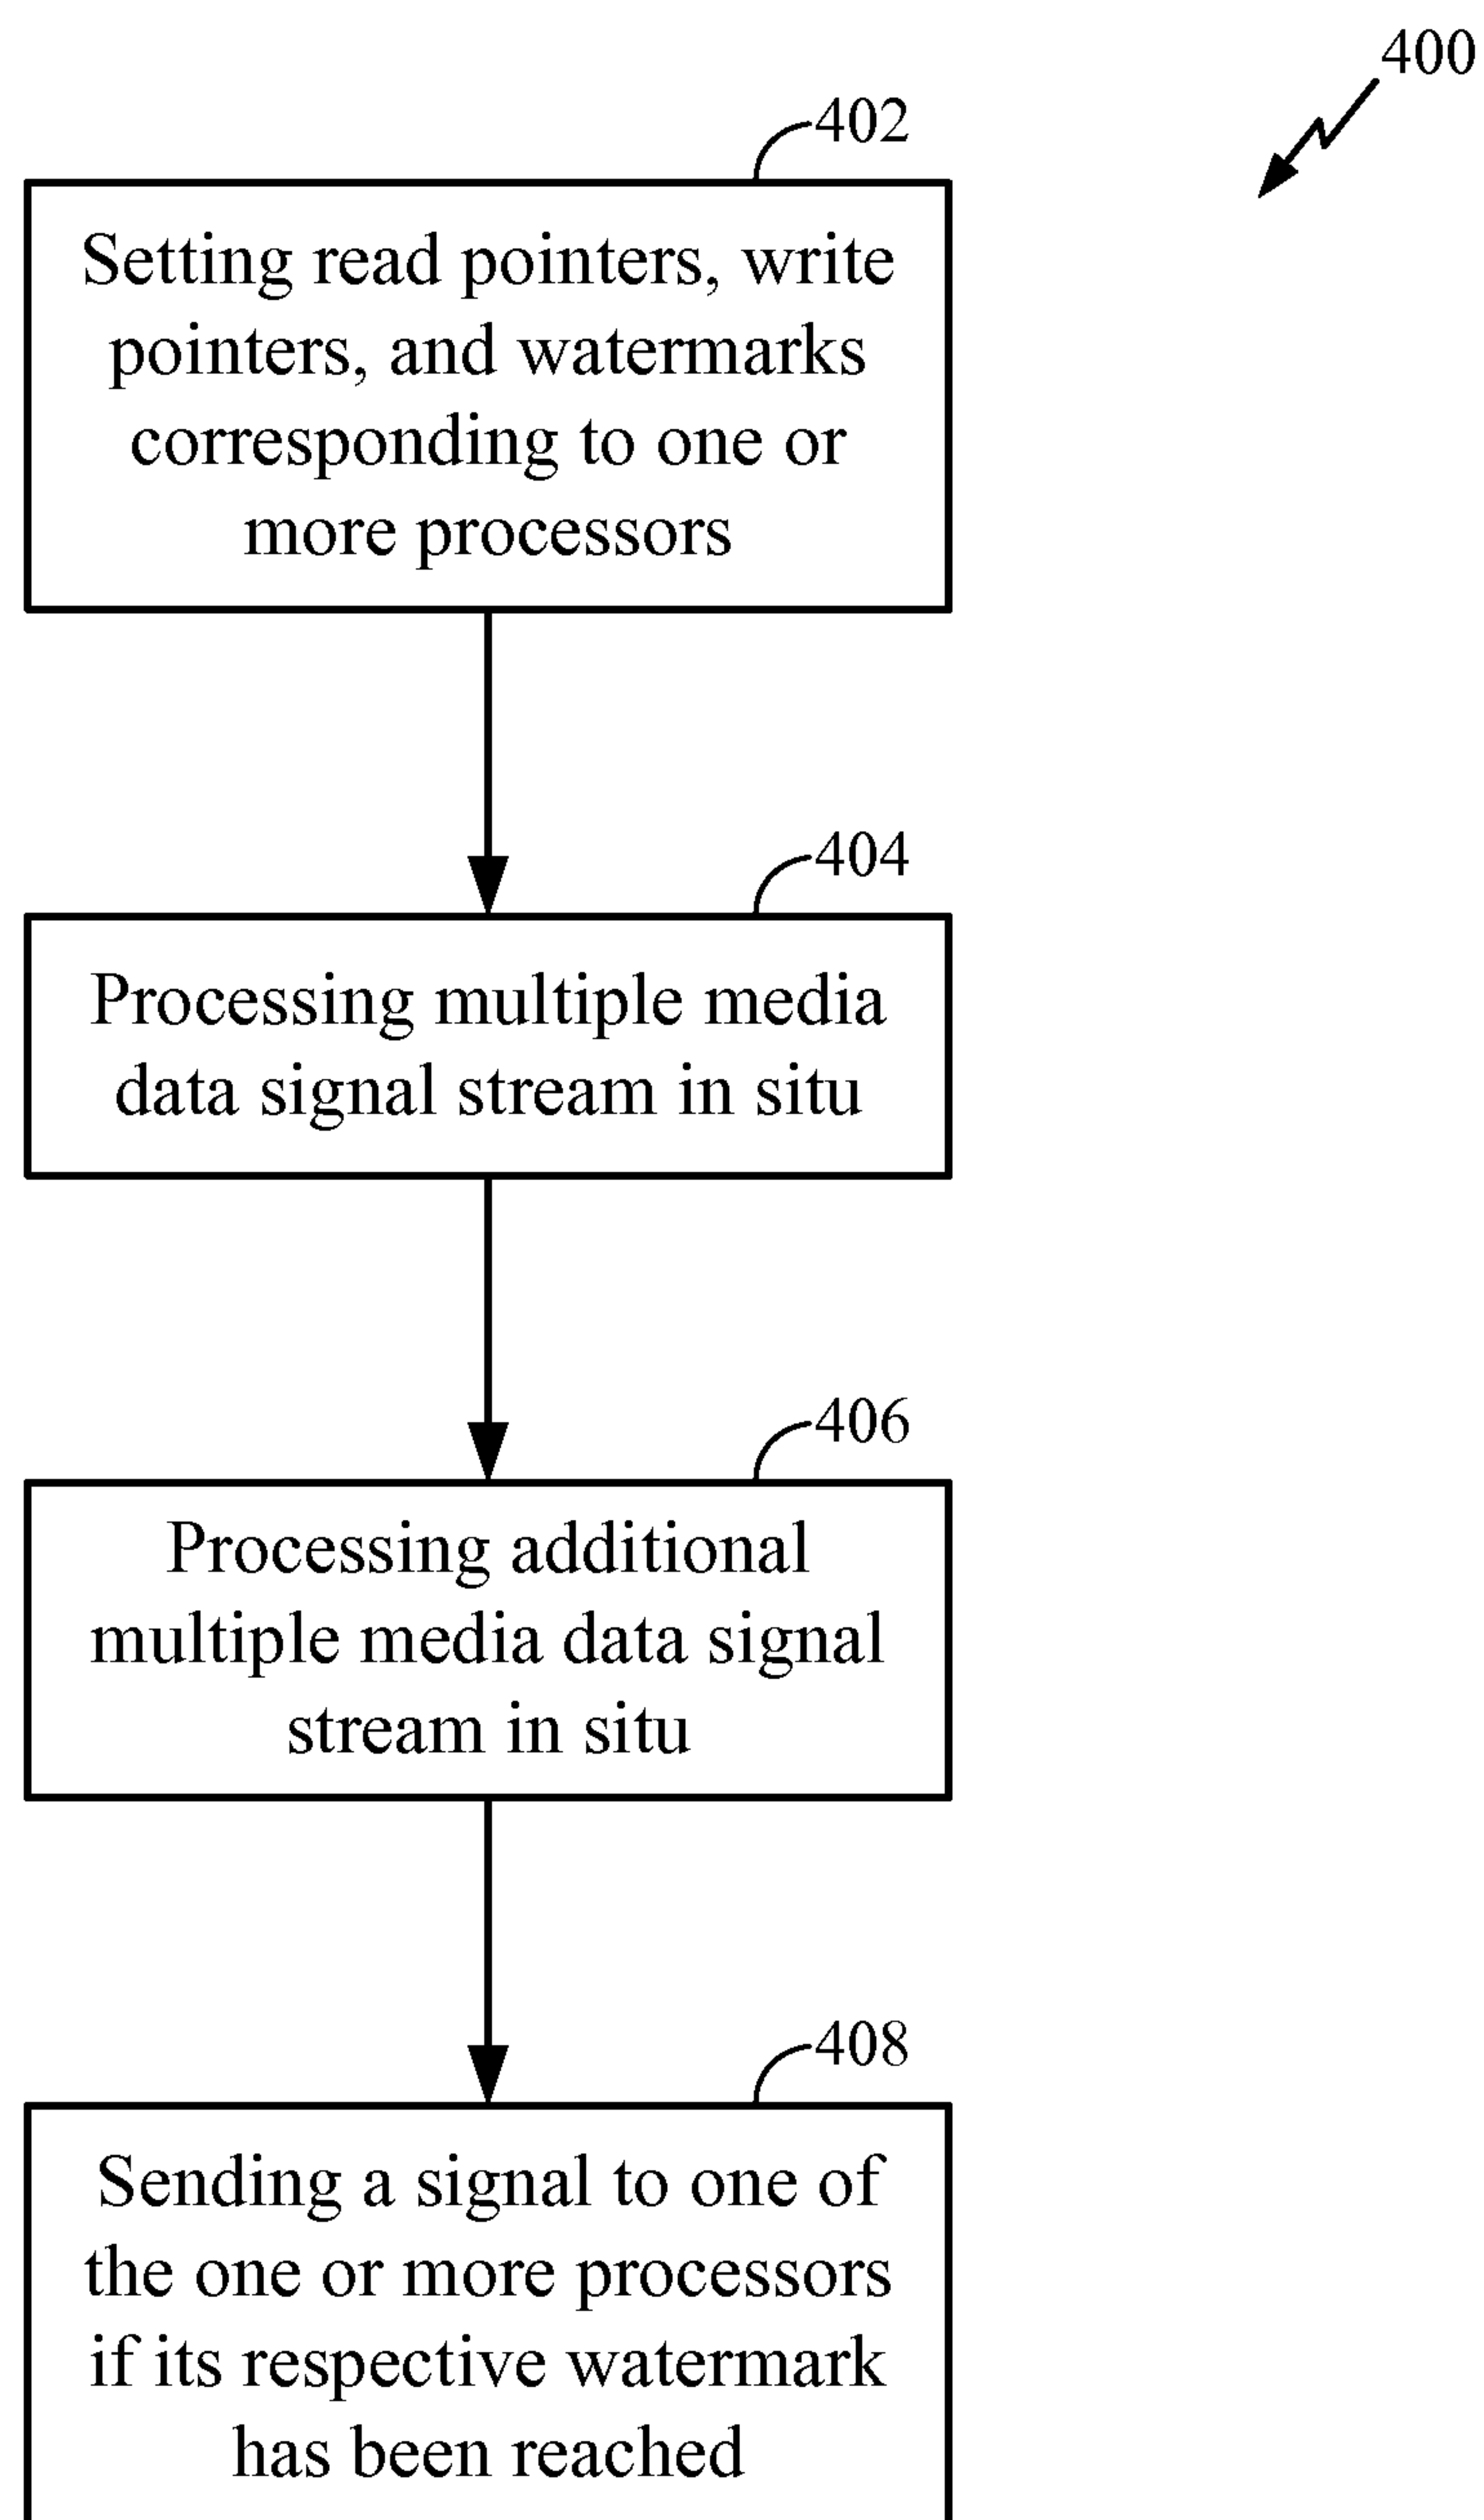 400
402
Setting read pointers, write
pointers, and watermarks
corresponding to one or
more processors
404
Processing multiple media
data signal stream in situ
406
Processing additional
multiple media data signal
stream in situ
408
Sending a signal to one of
the one or more processors
if its respective watermark
has been reached